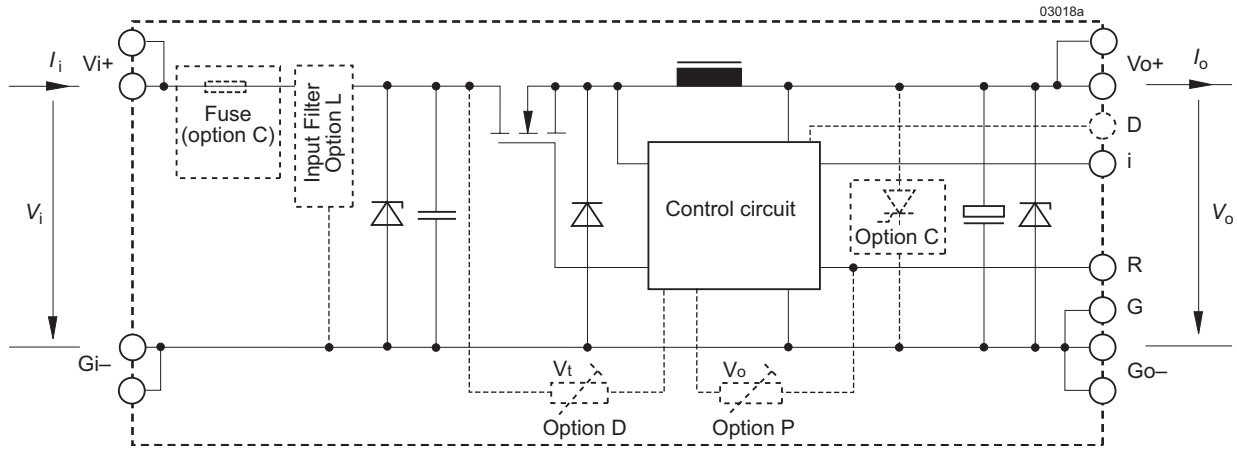 03018a
Ii
Vi+
Vo+
Io
Fuse
(option C)
Input Filter
Option L
D
i
Vi
Control circuit
Option C
Vo
R
G
Gi–
Go–
Vt
Option D
Vo
Option P